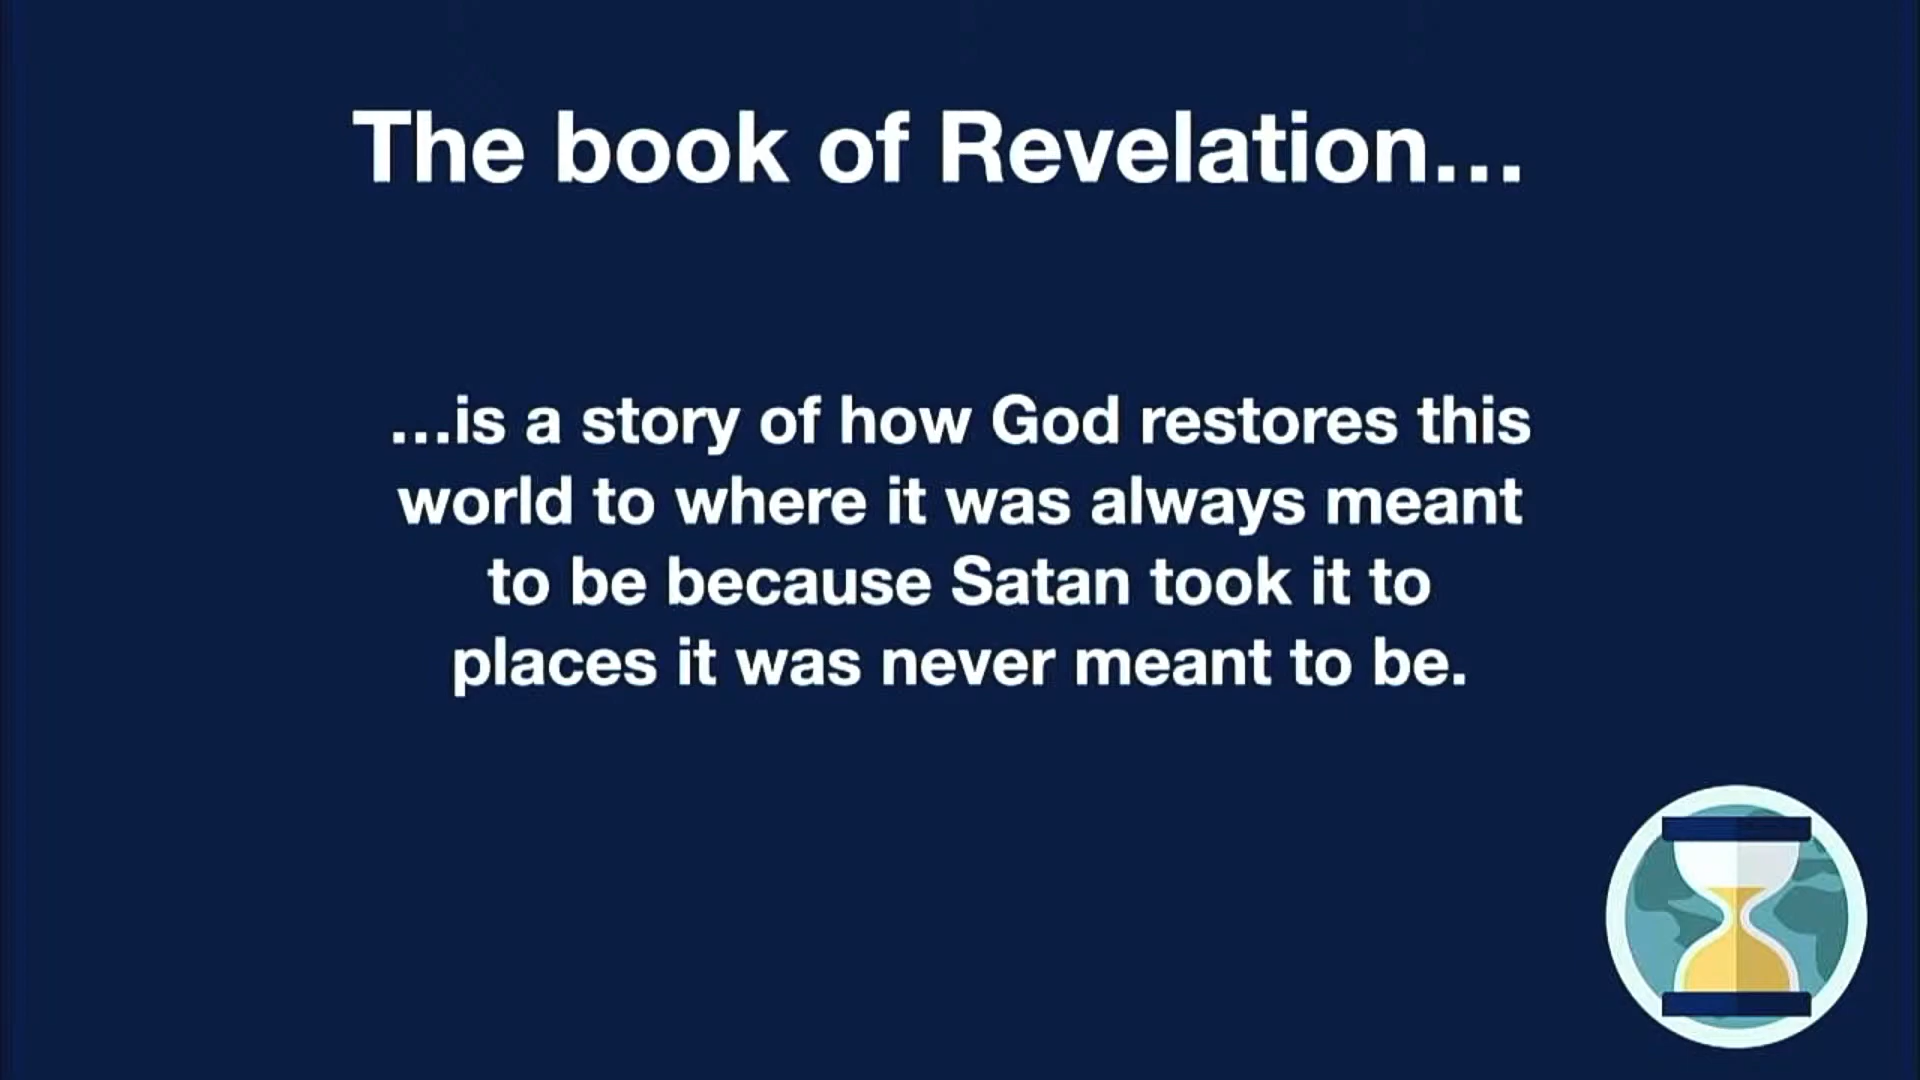 The book of Revelation...
...is a story of how God restores this
world to where it was always meant
to be because Satan took it to
places it was never meant to be.